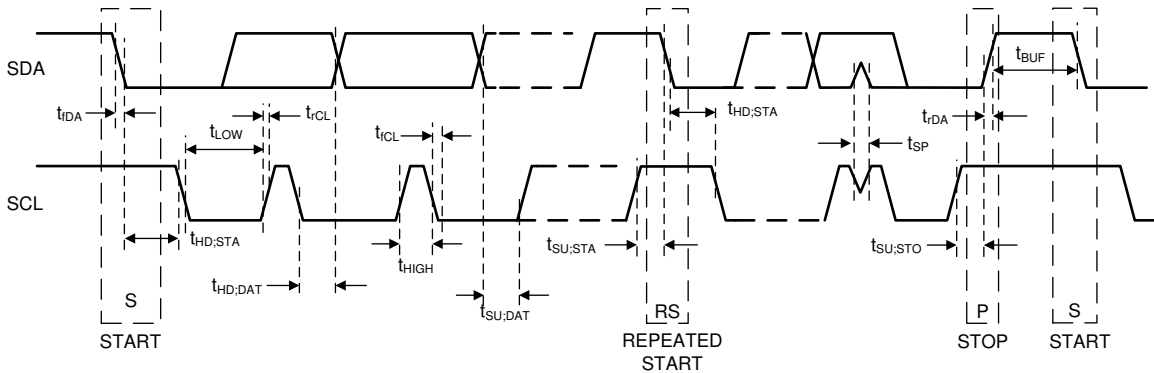 SDA
tBUF
tfDA
tLOW
trCL
tfCL
tHD;STA
tSP
trDA
SCL
tHD;STA
tHD;DAT
tHIGH
tSU;DAT
tSU;STA
tSU;STO
S
RS
P
S
START
REPEATED
START
STOP
START